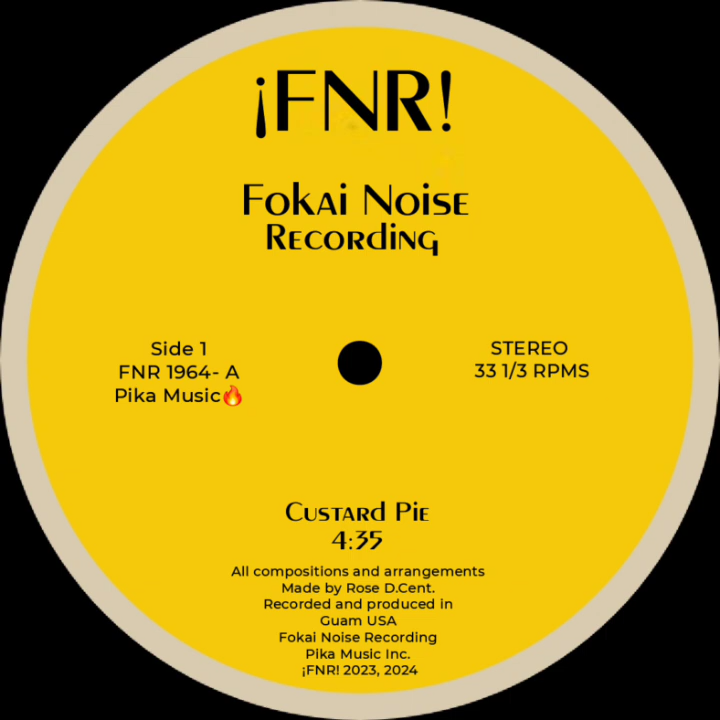 ¡FNR!
Fokai Noise
Recording
Side 1
FNR 1964- A
Pika Music🔥
STEREO
33 1/3 RPMS
Custard Pie
4:35
All compositions and arrangements
Made by Rose D.Cent.
Recorded and produced in
Guam USA
Fokai Noise Recording
Pika Music Inc.
¡FNR! 2023, 2024